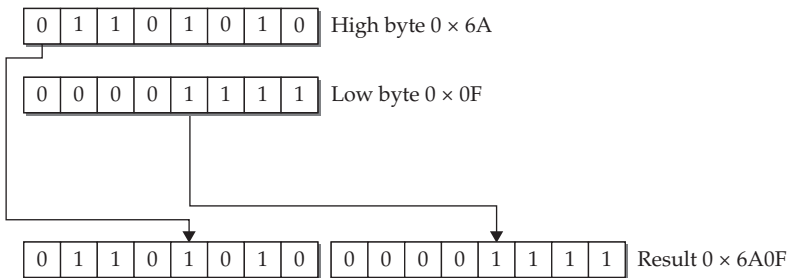 0 1 1 0 1 0 1 0 High byte 0 × 6A
0 0 0 0 1 1 1 1 Low byte 0 × 0F
0 1 1 0 1 0 1 0 0 0 0 0 1 1 1 1 Result 0 × 6A0F